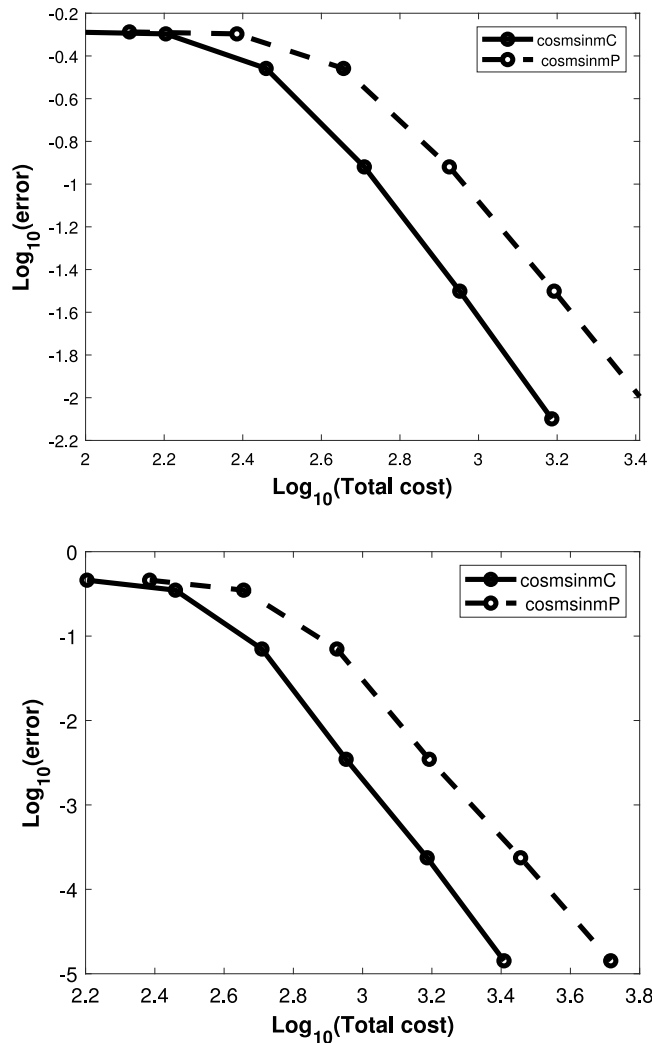 -0.2
-0.4
-0.6
-0.8
-1
-1.2
-1.4
-1.6
-1.8
-2
-2.2
Log10(error)
cosmsinmC
cosmsinmP
2 2.2 2.4 2.6 2.8 3 3.2 3.4
Log10(Total cost)
0
-1
-2
-3
-4
-5
Log10(error)
cosmsinmC
cosmsinmP
2.2 2.4 2.6 2.8 3 3.2 3.4 3.6 3.8
Log10(Total cost)